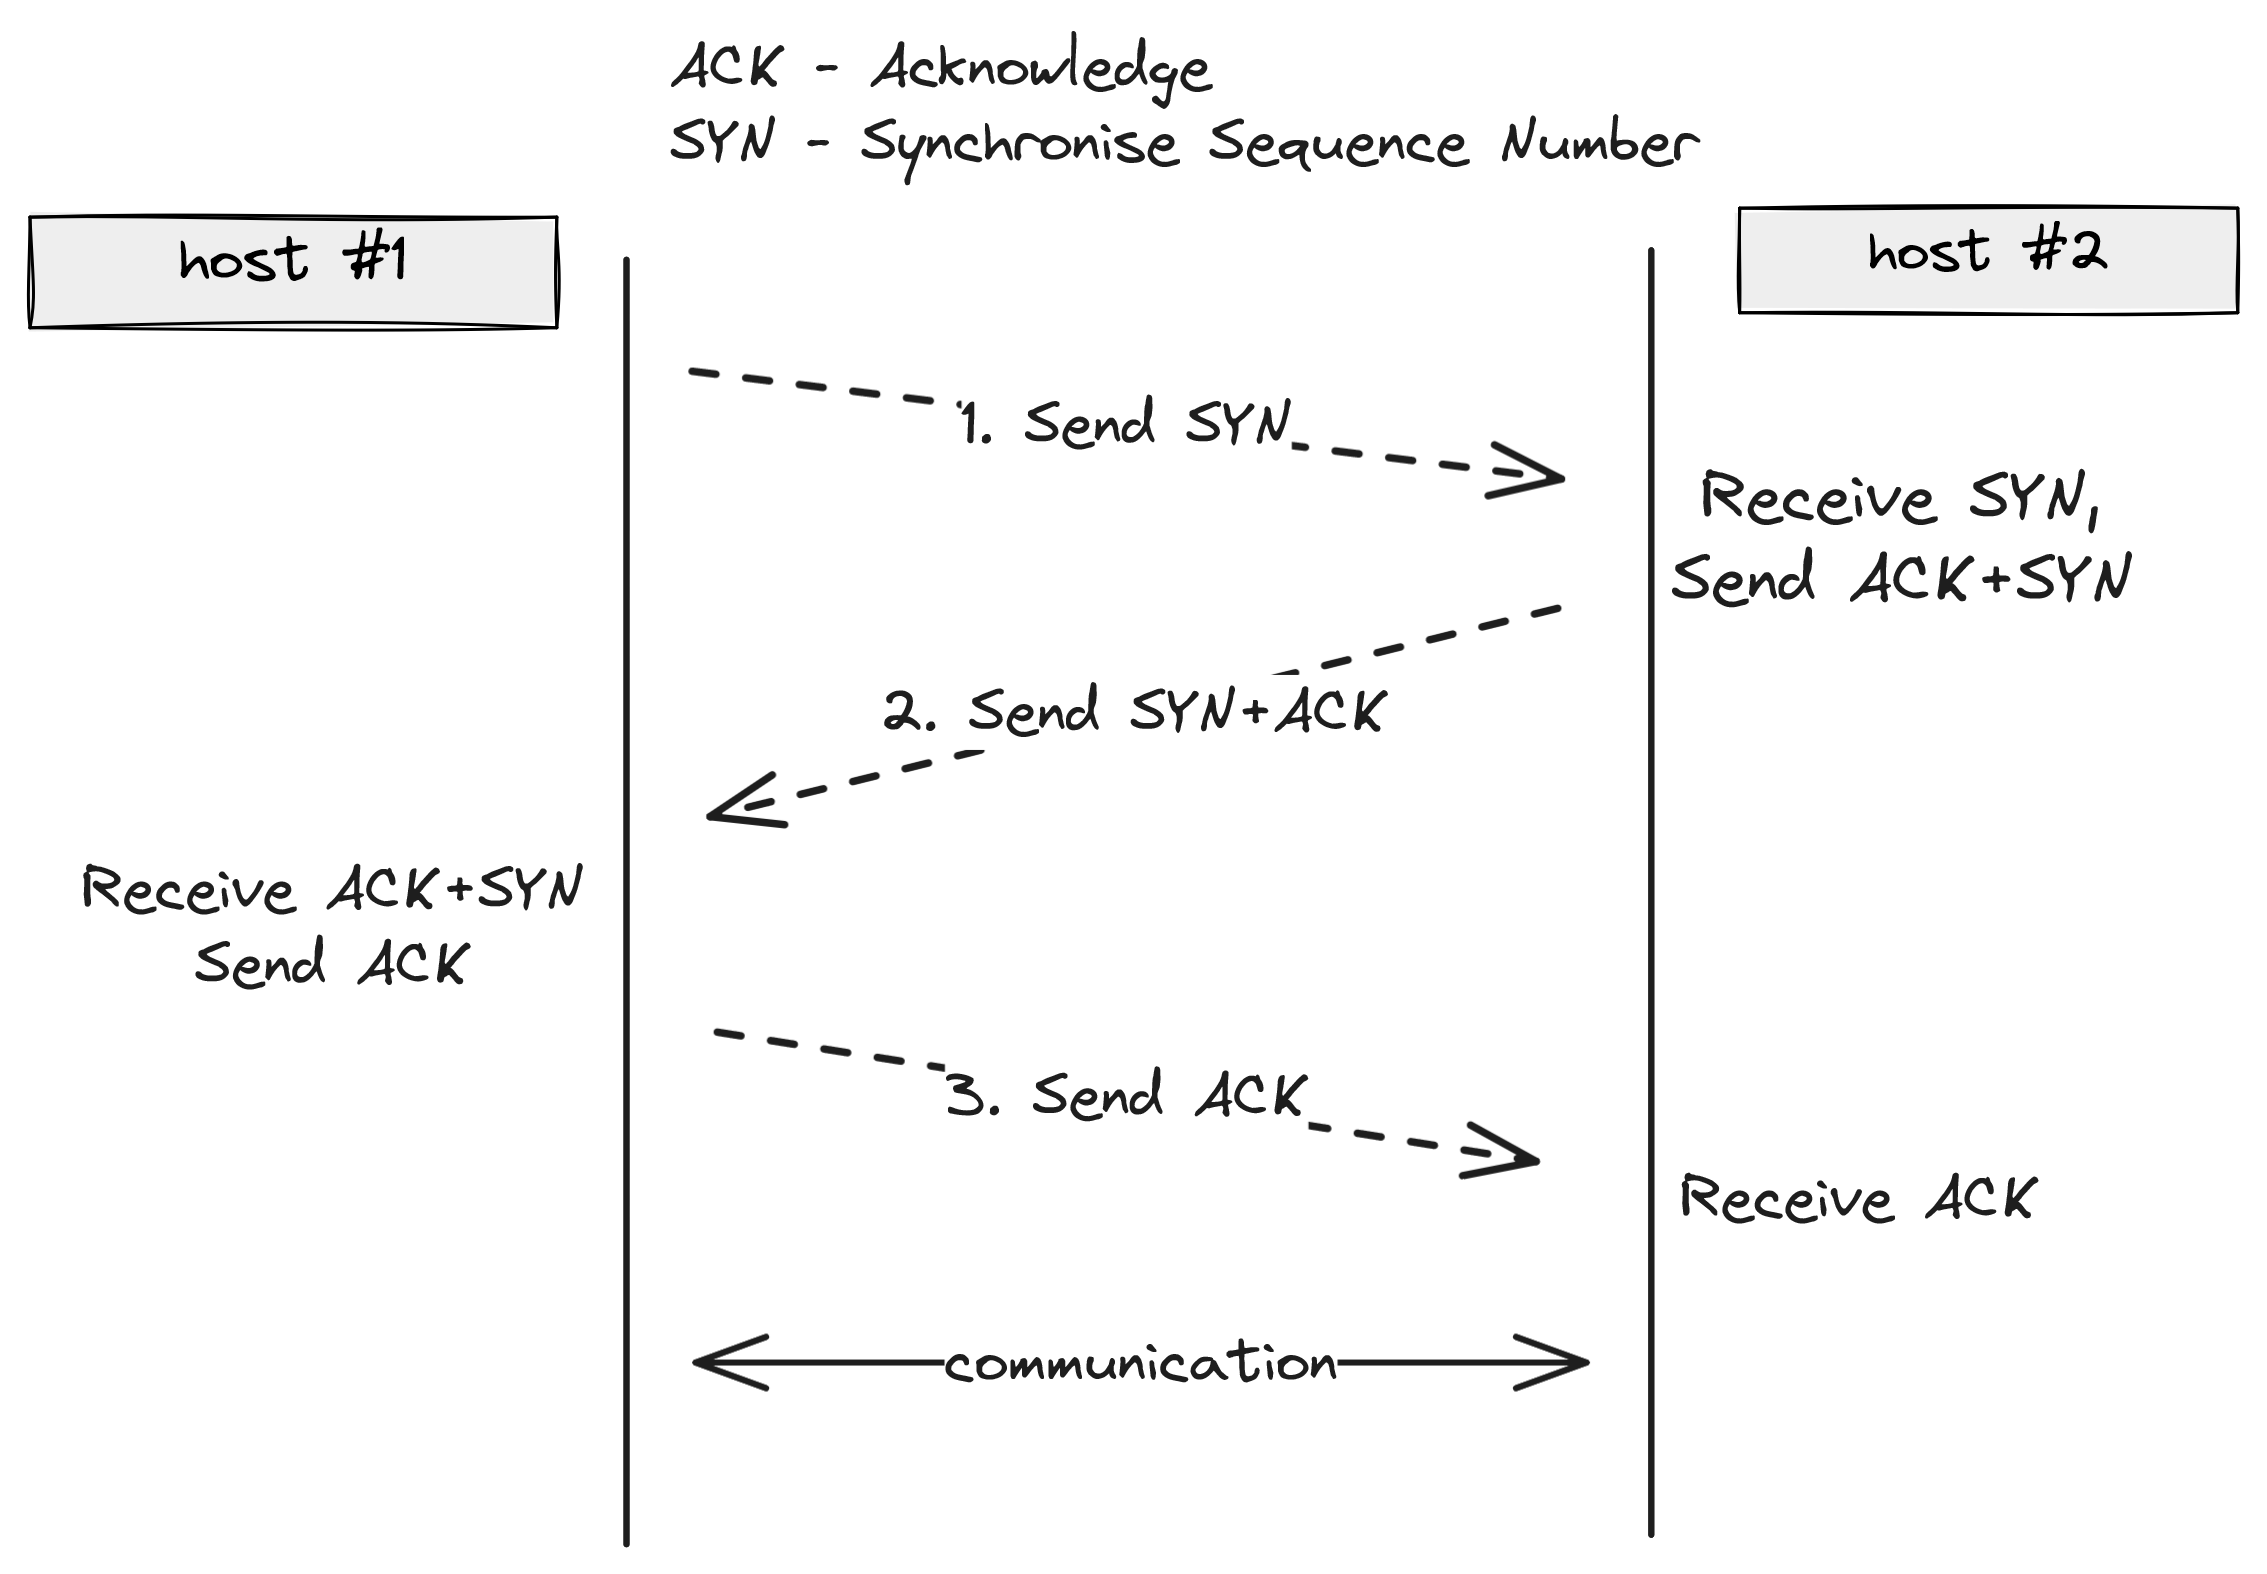 ACK - Acknowledge
SYN - Synchronise Sequence Number
host #1
host #2
1. Send SYN
Receive SYN,
Send ACK+SYN
2. Send SYN+ACK
Receive ACK+SYN
Send ACK
3. Send ACK
Receive ACK
communication